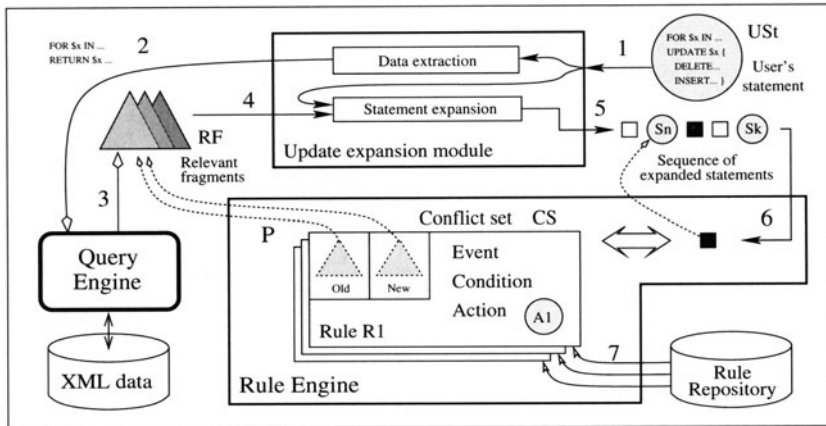 FOR $x IN ...
RETURN $x ...
2
Data extraction
Statement expansion
Update expansion module
1
FOR $x IN ...
UPDATE $x {
DELETE...
INSERT... }
USt
User's
statement
4
RF
Relevant
fragments
3
5
Sn
Sk
Sequence of
expanded statements
6
P
Conflict set CS
Old
New
Event
Condition
Action
A1
Rule R1
Rule Engine
7
Query
Engine
XML data
Rule
Repository